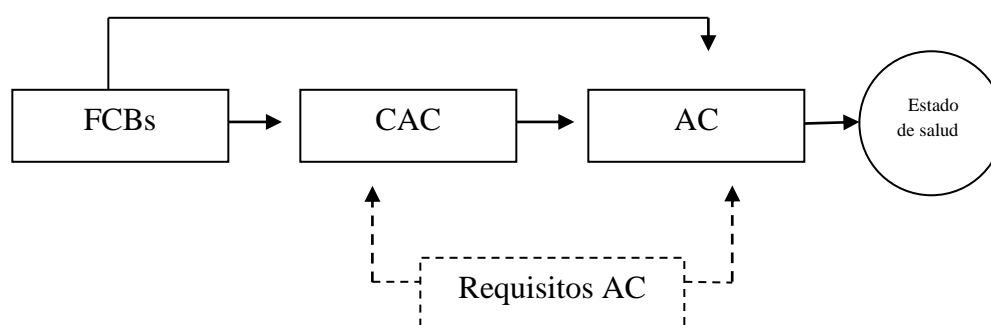 FCBs
CAC
AC
Estado
de salud
Requisitos AC